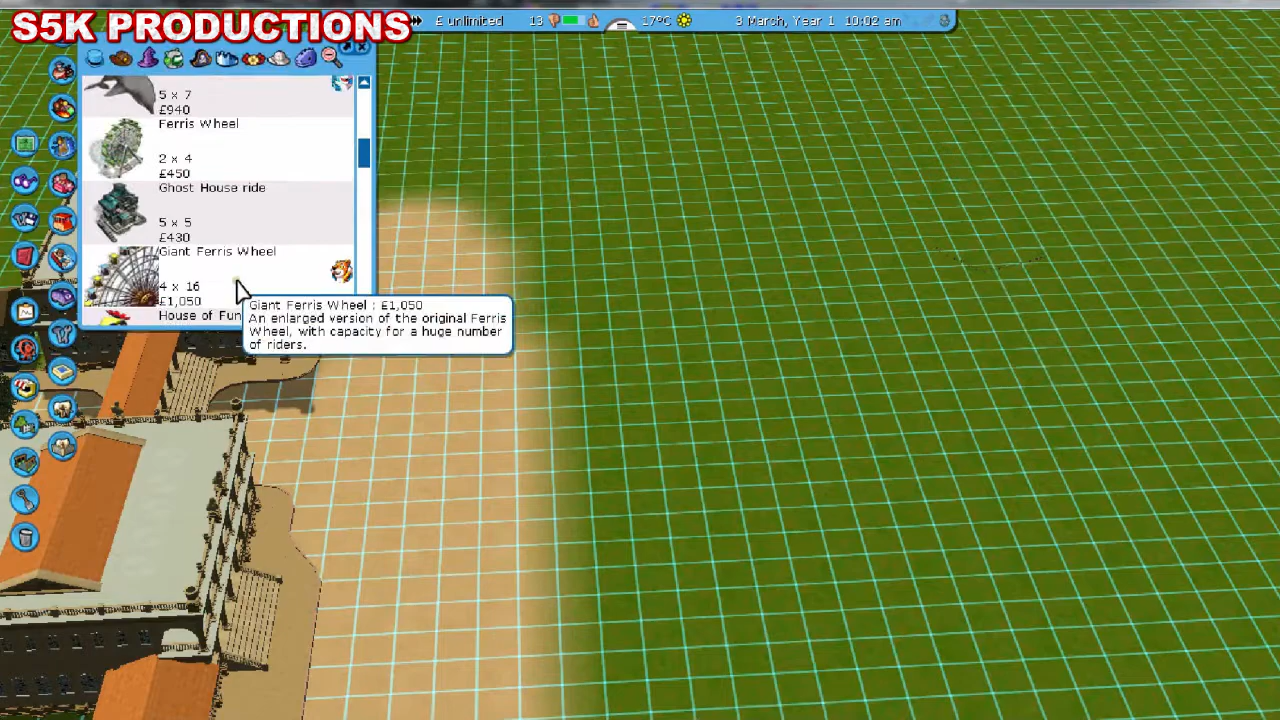 S5K PRODUCTIONS
£ unlimited 13 17°C 3 March, Year 1 10:02 am
5 x 7
£940
Ferris Wheel
2 x 4
£450
Ghost House ride
5 x 5
£430
Giant Ferris Wheel
4 x 16
£1,050
House of Fun
Giant Ferris Wheel : £1,050
An enlarged version of the original Ferris
Wheel, with capacity for a huge number
of riders.